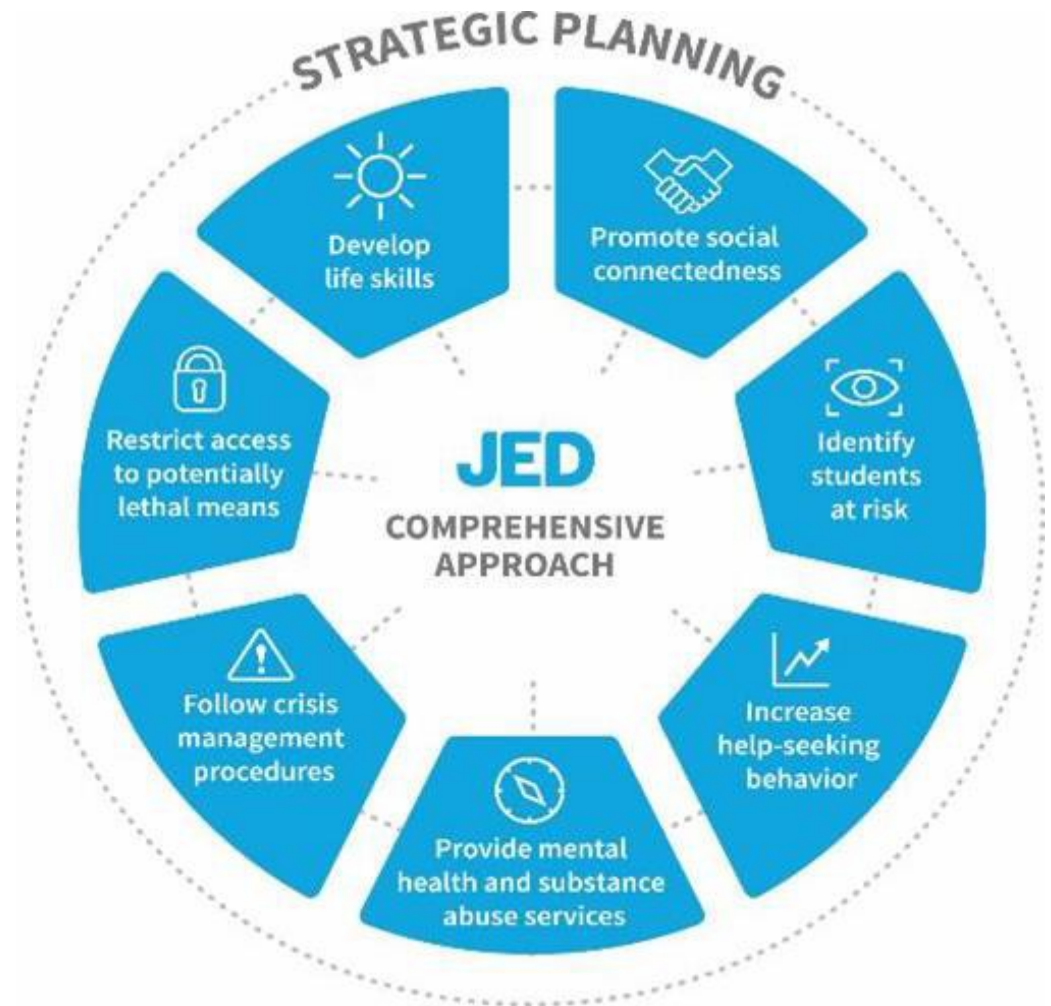 STRATEGIC PLANNING
Develop
life skills
Promote social
connectedness
Restrict access
to potentially
lethal means
Identify
students
at risk
JED
COMPREHENSIVE
APPROACH
Follow crisis
management
procedures
Increase
help-seeking
behavior
Provide mental
health and substance
abuse services